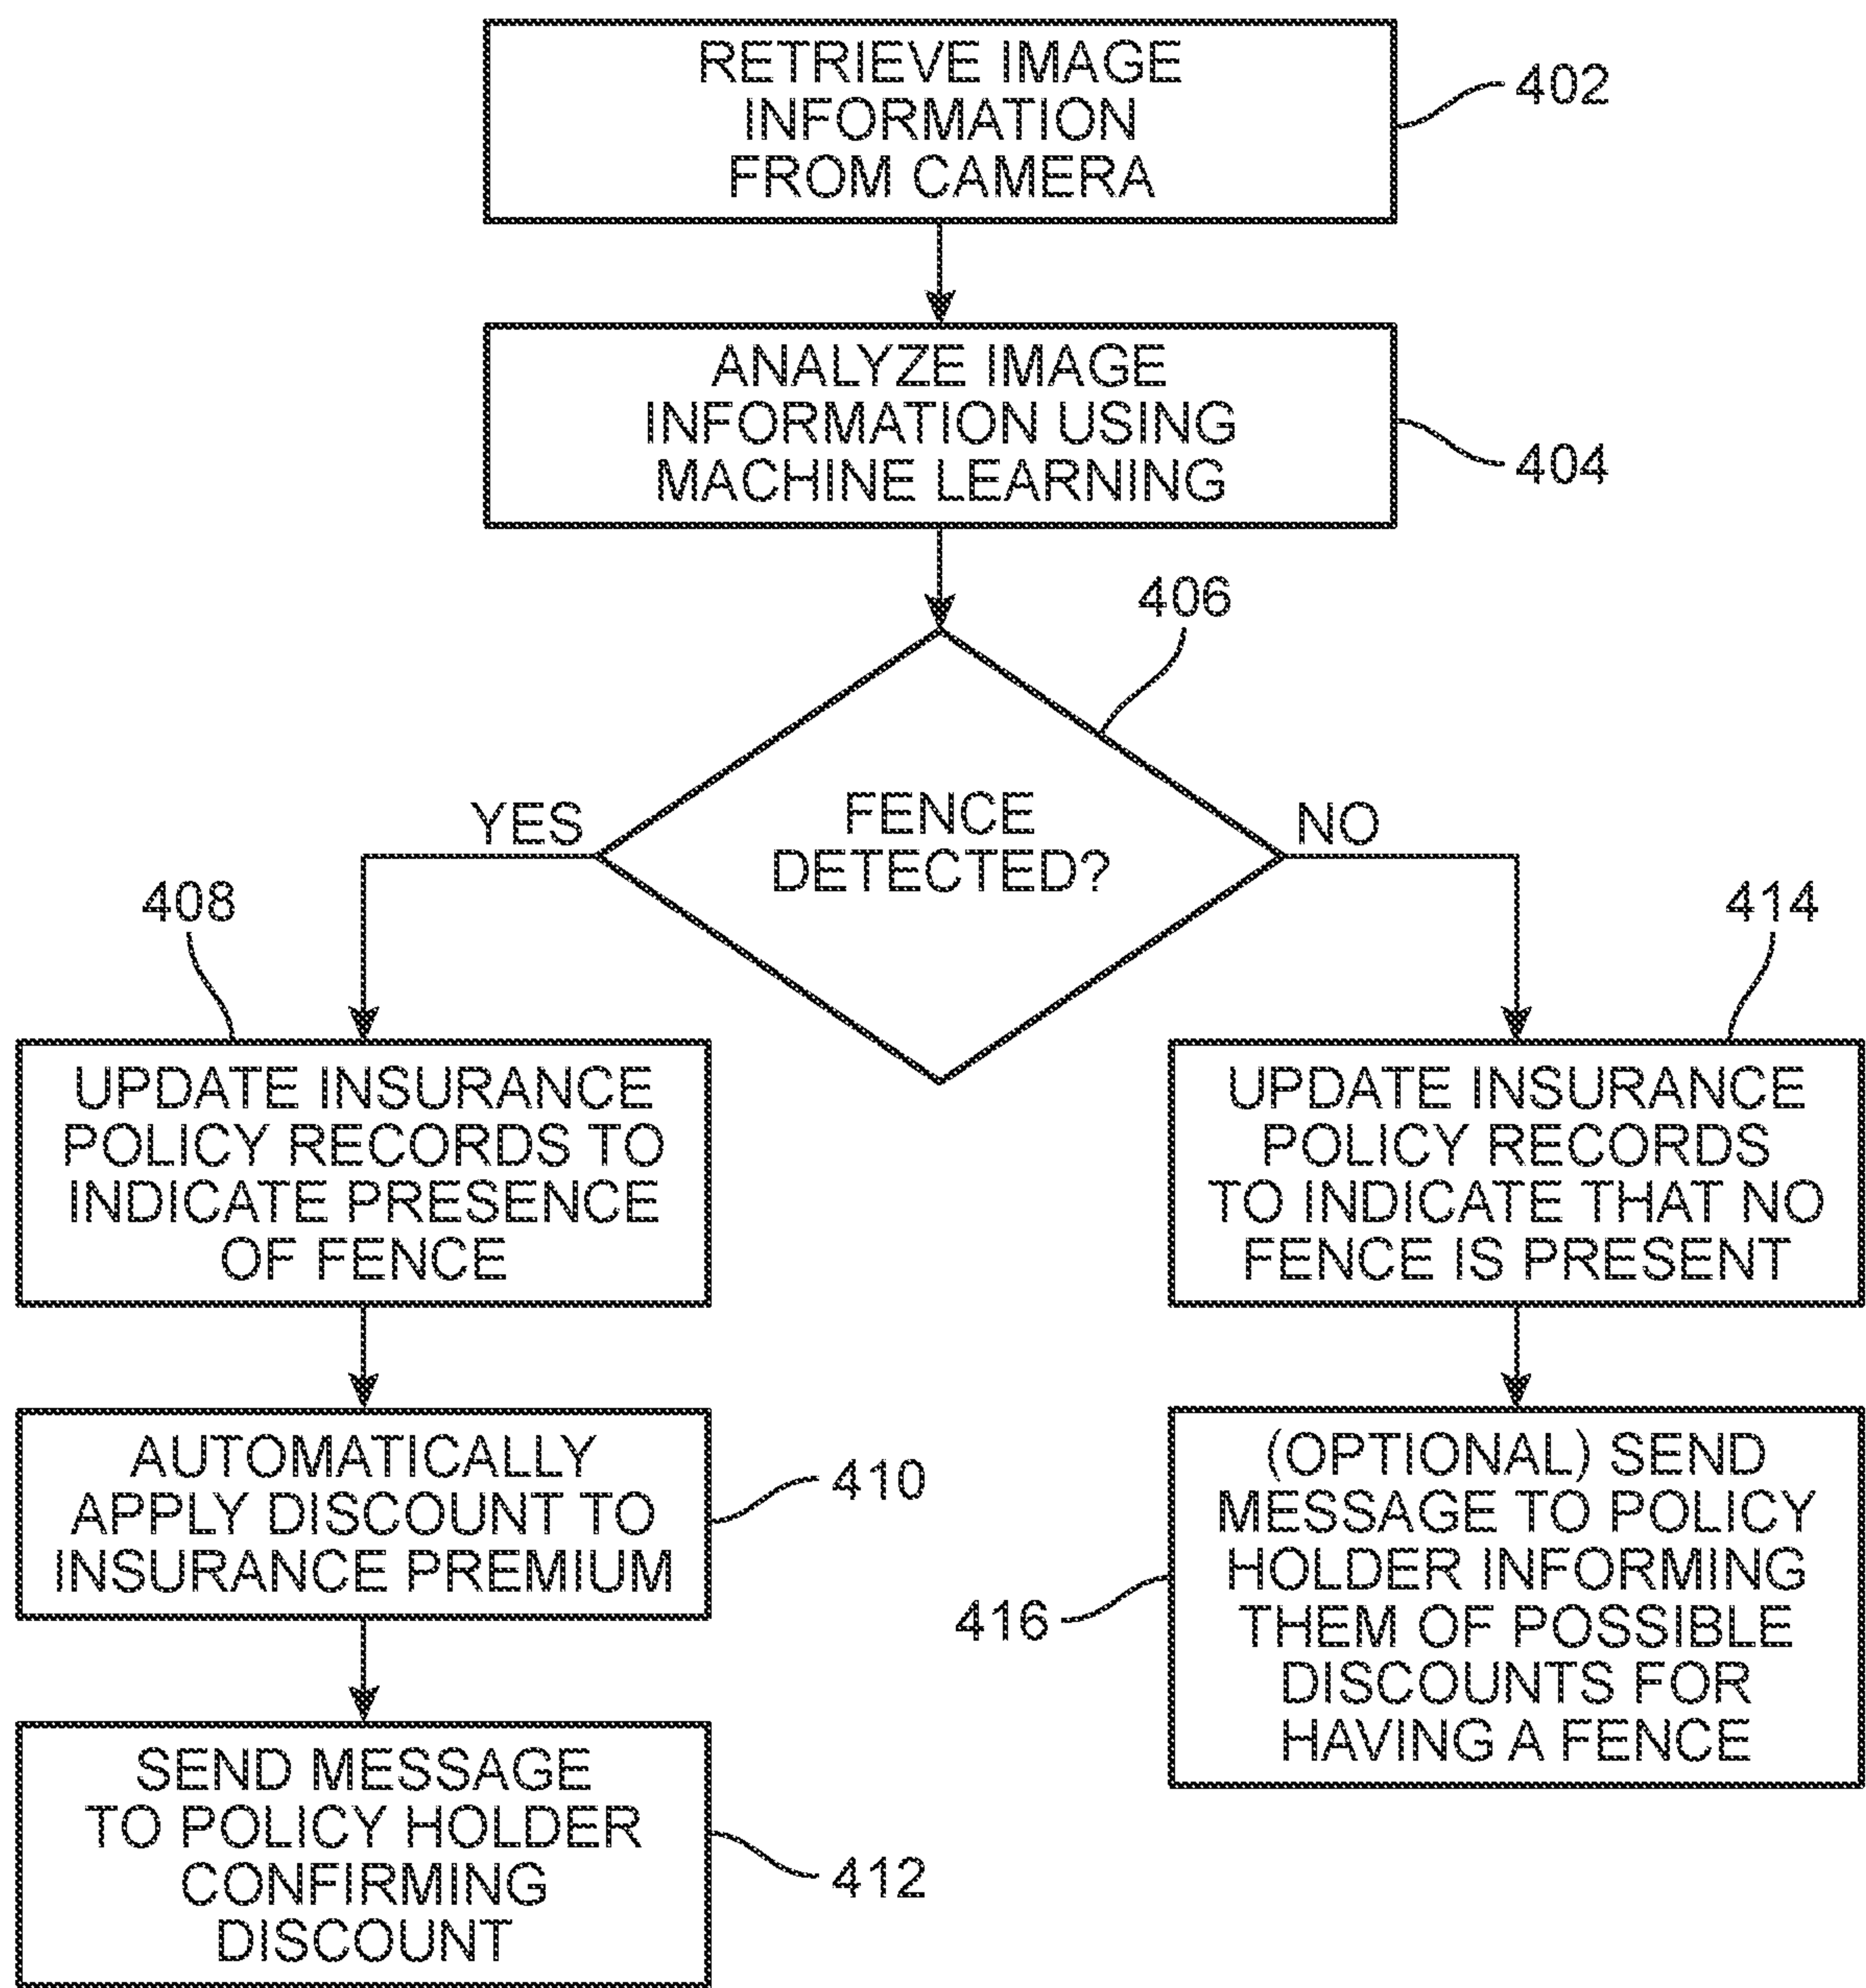 RETRIEVE IMAGE
INFORMATION
FROM CAMERA
402
ANALYZE IMAGE
INFORMATION USING
MACHINE LEARNING
404
406
FENCE
DETECTED?
YES
NO
408
UPDATE INSURANCE
POLICY RECORDS TO
INDICATE PRESENCE
OF FENCE
AUTOMATICALLY
APPLY DISCOUNT TO
INSURANCE PREMIUM
410
SEND MESSAGE
TO POLICY HOLDER
CONFIRMING
DISCOUNT
412
414
UPDATE INSURANCE
POLICY RECORDS
TO INDICATE THAT NO
FENCE IS PRESENT
(OPTIONAL) SEND
MESSAGE TO POLICY
HOLDER INFORMING
THEM OF POSSIBLE
DISCOUNTS FOR
HAVING A FENCE
416